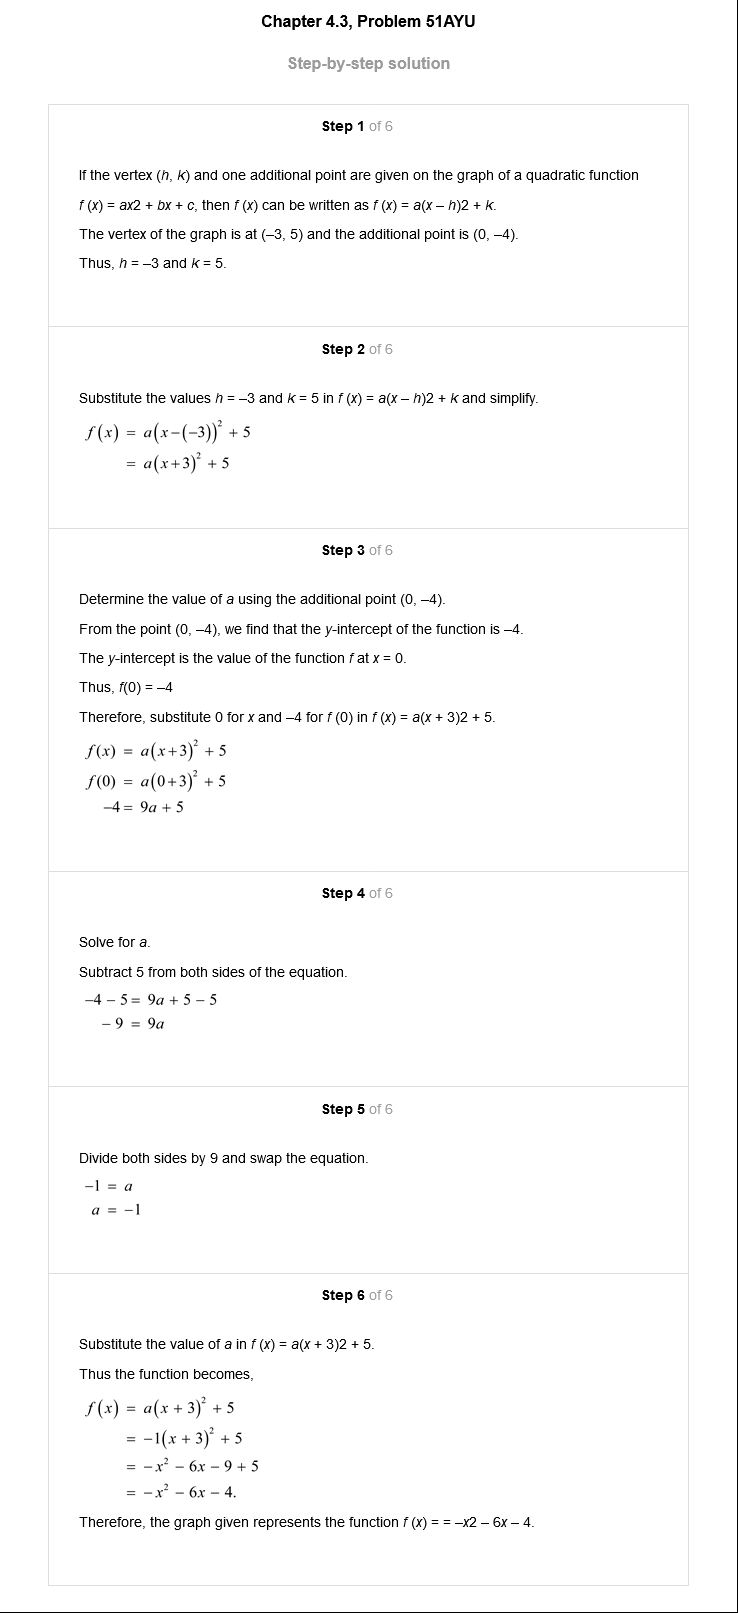 Chapter 4.3, Problem 51AYU
Step-by-step solution
Step 1 of 6
If the vertex (h, k) and one additional point are given on the graph of a quadratic function
f (x) = ax2 + bx + c, then f (x) can be written as f (x) = a(x – h)2 + k.
The vertex of the graph is at (–3, 5) and the additional point is (0, –4).
Thus, h = –3 and k = 5.
Step 2 of 6
Substitute the values h = –3 and k = 5 in f (x) = a(x – h)2 + k and simplify.
f(x) = a(x−(−3))² + 5
= a(x+3)² + 5
Step 3 of 6
Determine the value of a using the additional point (0, –4).
From the point (0, –4), we find that the y-intercept of the function is –4.
The y-intercept is the value of the function f at x = 0.
Thus, f(0) = –4
Therefore, substitute 0 for x and –4 for f (0) in f (x) = a(x + 3)2 + 5.
f(x) = a(x+3)² + 5
f(0) = a(0+3)² + 5
−4 = 9a + 5
Step 4 of 6
Solve for a.
Subtract 5 from both sides of the equation.
−4 − 5 = 9a + 5 − 5
− 9 = 9a
Step 5 of 6
Divide both sides by 9 and swap the equation.
−1 = a
a = −1
Step 6 of 6
Substitute the value of a in f (x) = a(x + 3)2 + 5.
Thus the function becomes,
f(x) = a(x + 3)² + 5
= −1(x + 3)² + 5
= −x² − 6x − 9 + 5
= −x² − 6x − 4.
Therefore, the graph given represents the function f (x) = = –x2 – 6x – 4.